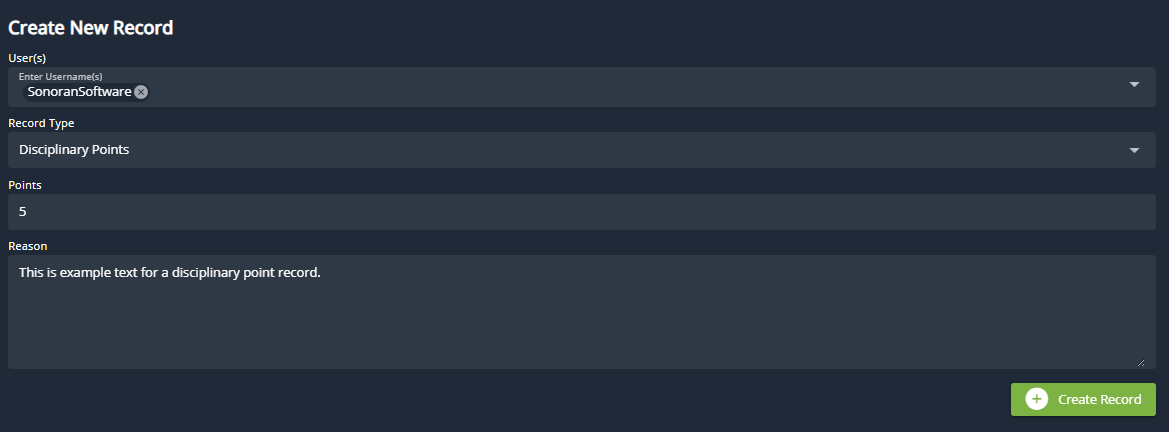 Create New Record
User(s)
Enter Username(s)
SonoranSoftware
Record Type
Disciplinary Points
Points
5
Reason
This is example text for a disciplinary point record.
Create Record